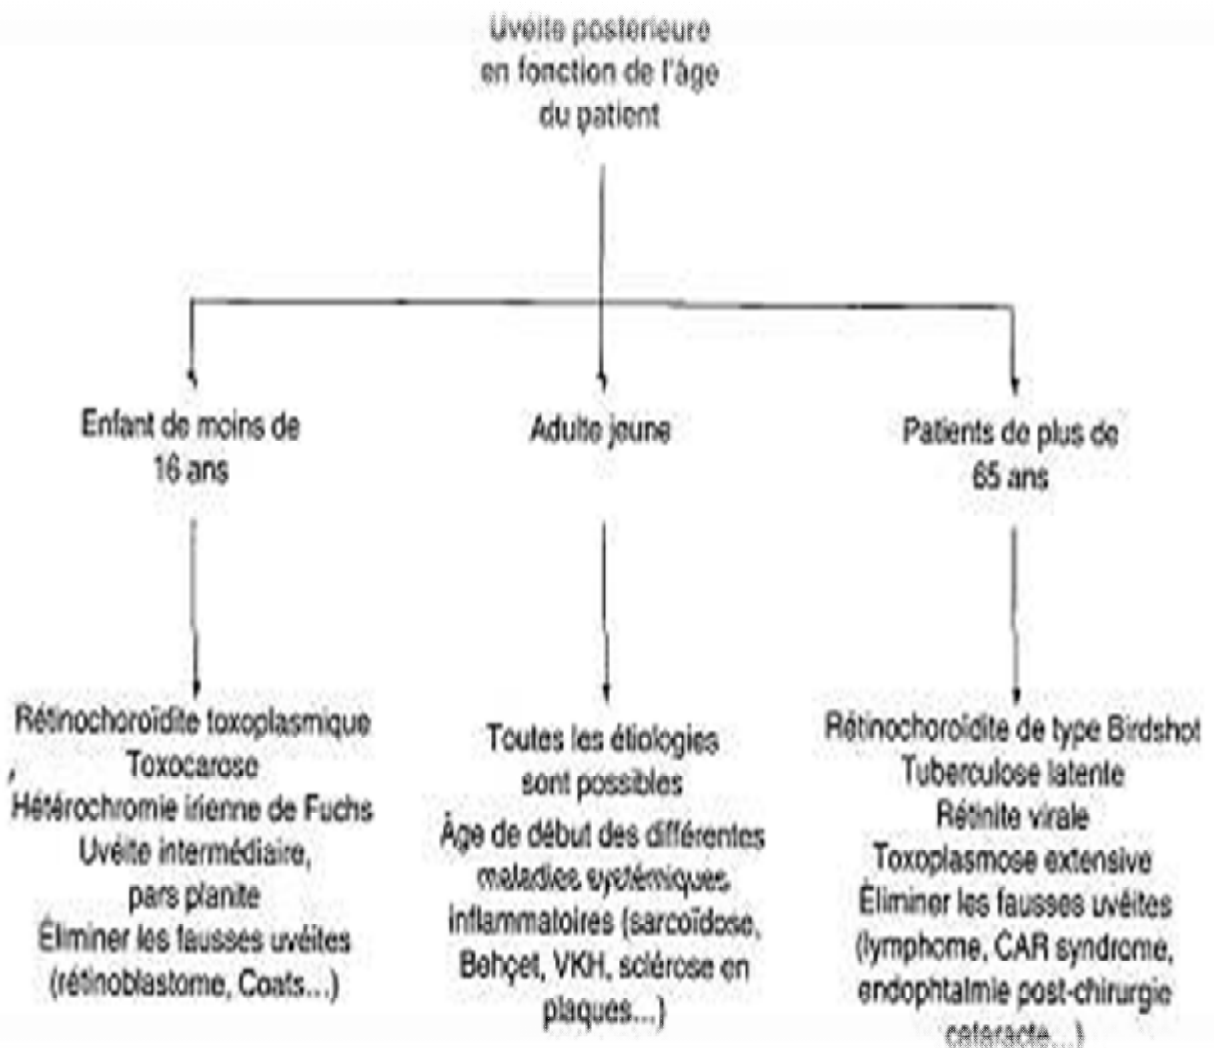 Uvéite postérieure
en fonction de l'âge
du patient
Enfant de moins de
16 ans
Adulte jeune
Patients de plus de
65 ans
Rétinochoroïdite toxoplasmique
Toxocarose
Hétérochromie irienne de Fuchs
Uvéite intermédiaire,
pars planite
Éliminer les fausses uvéites
(rétinoblastome, Coats...)
Toutes les étiologies
sont possibles
Âge de début des différentes
maladies systémiques
inflammatoires (sarcoïdose,
Behçet, VKH, sclérose en
plaques...)
Rétinochoroïdite de type Birdshot
Tuberculose latente
Rétinite virale
Toxoplasmose extensive
Éliminer les fausses uvéites
(lymphome, CAR syndrome,
endophtalmie post-chirurgie
cataracte...)